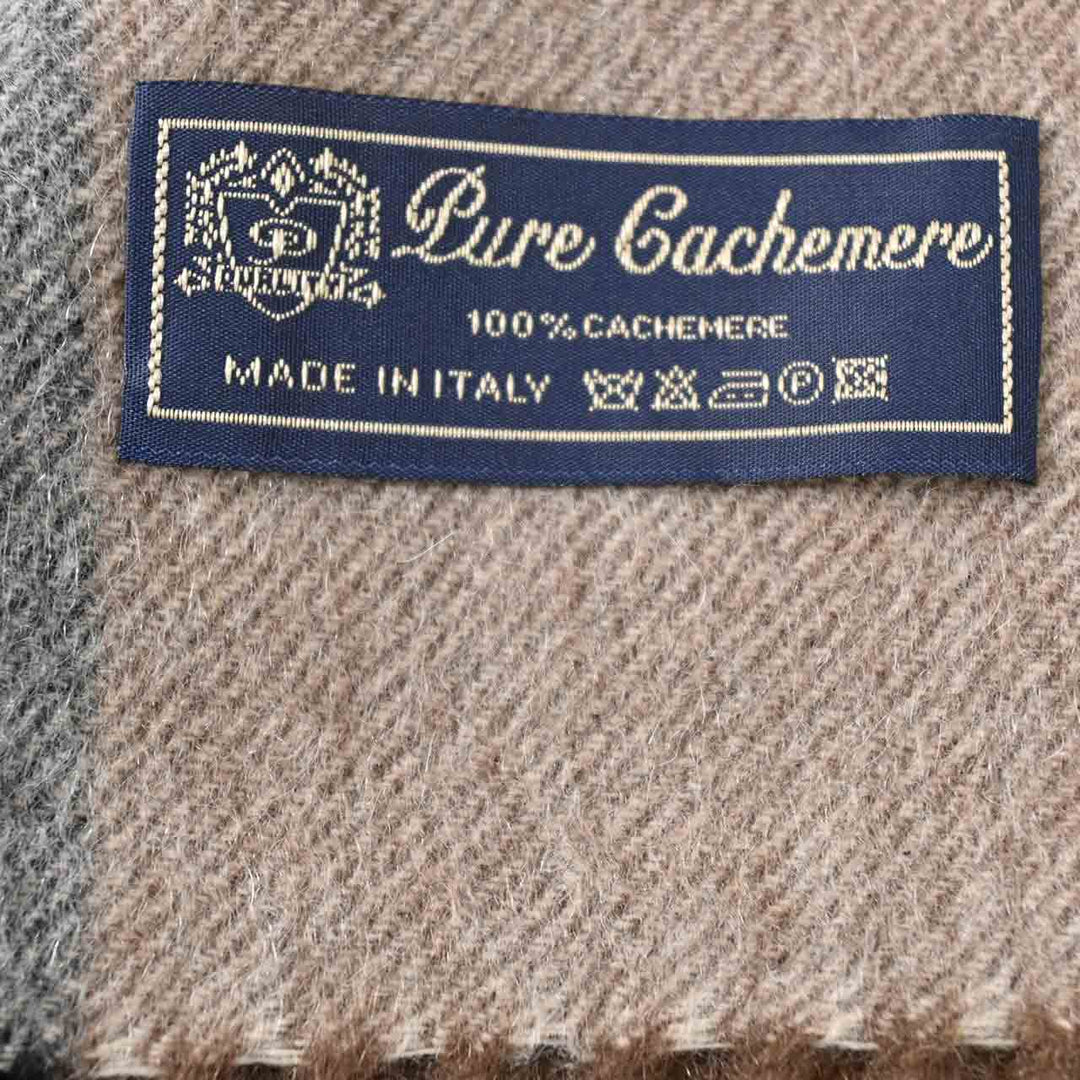 Pure Cachemere
100% CACHEMERE
MADE IN ITALY P